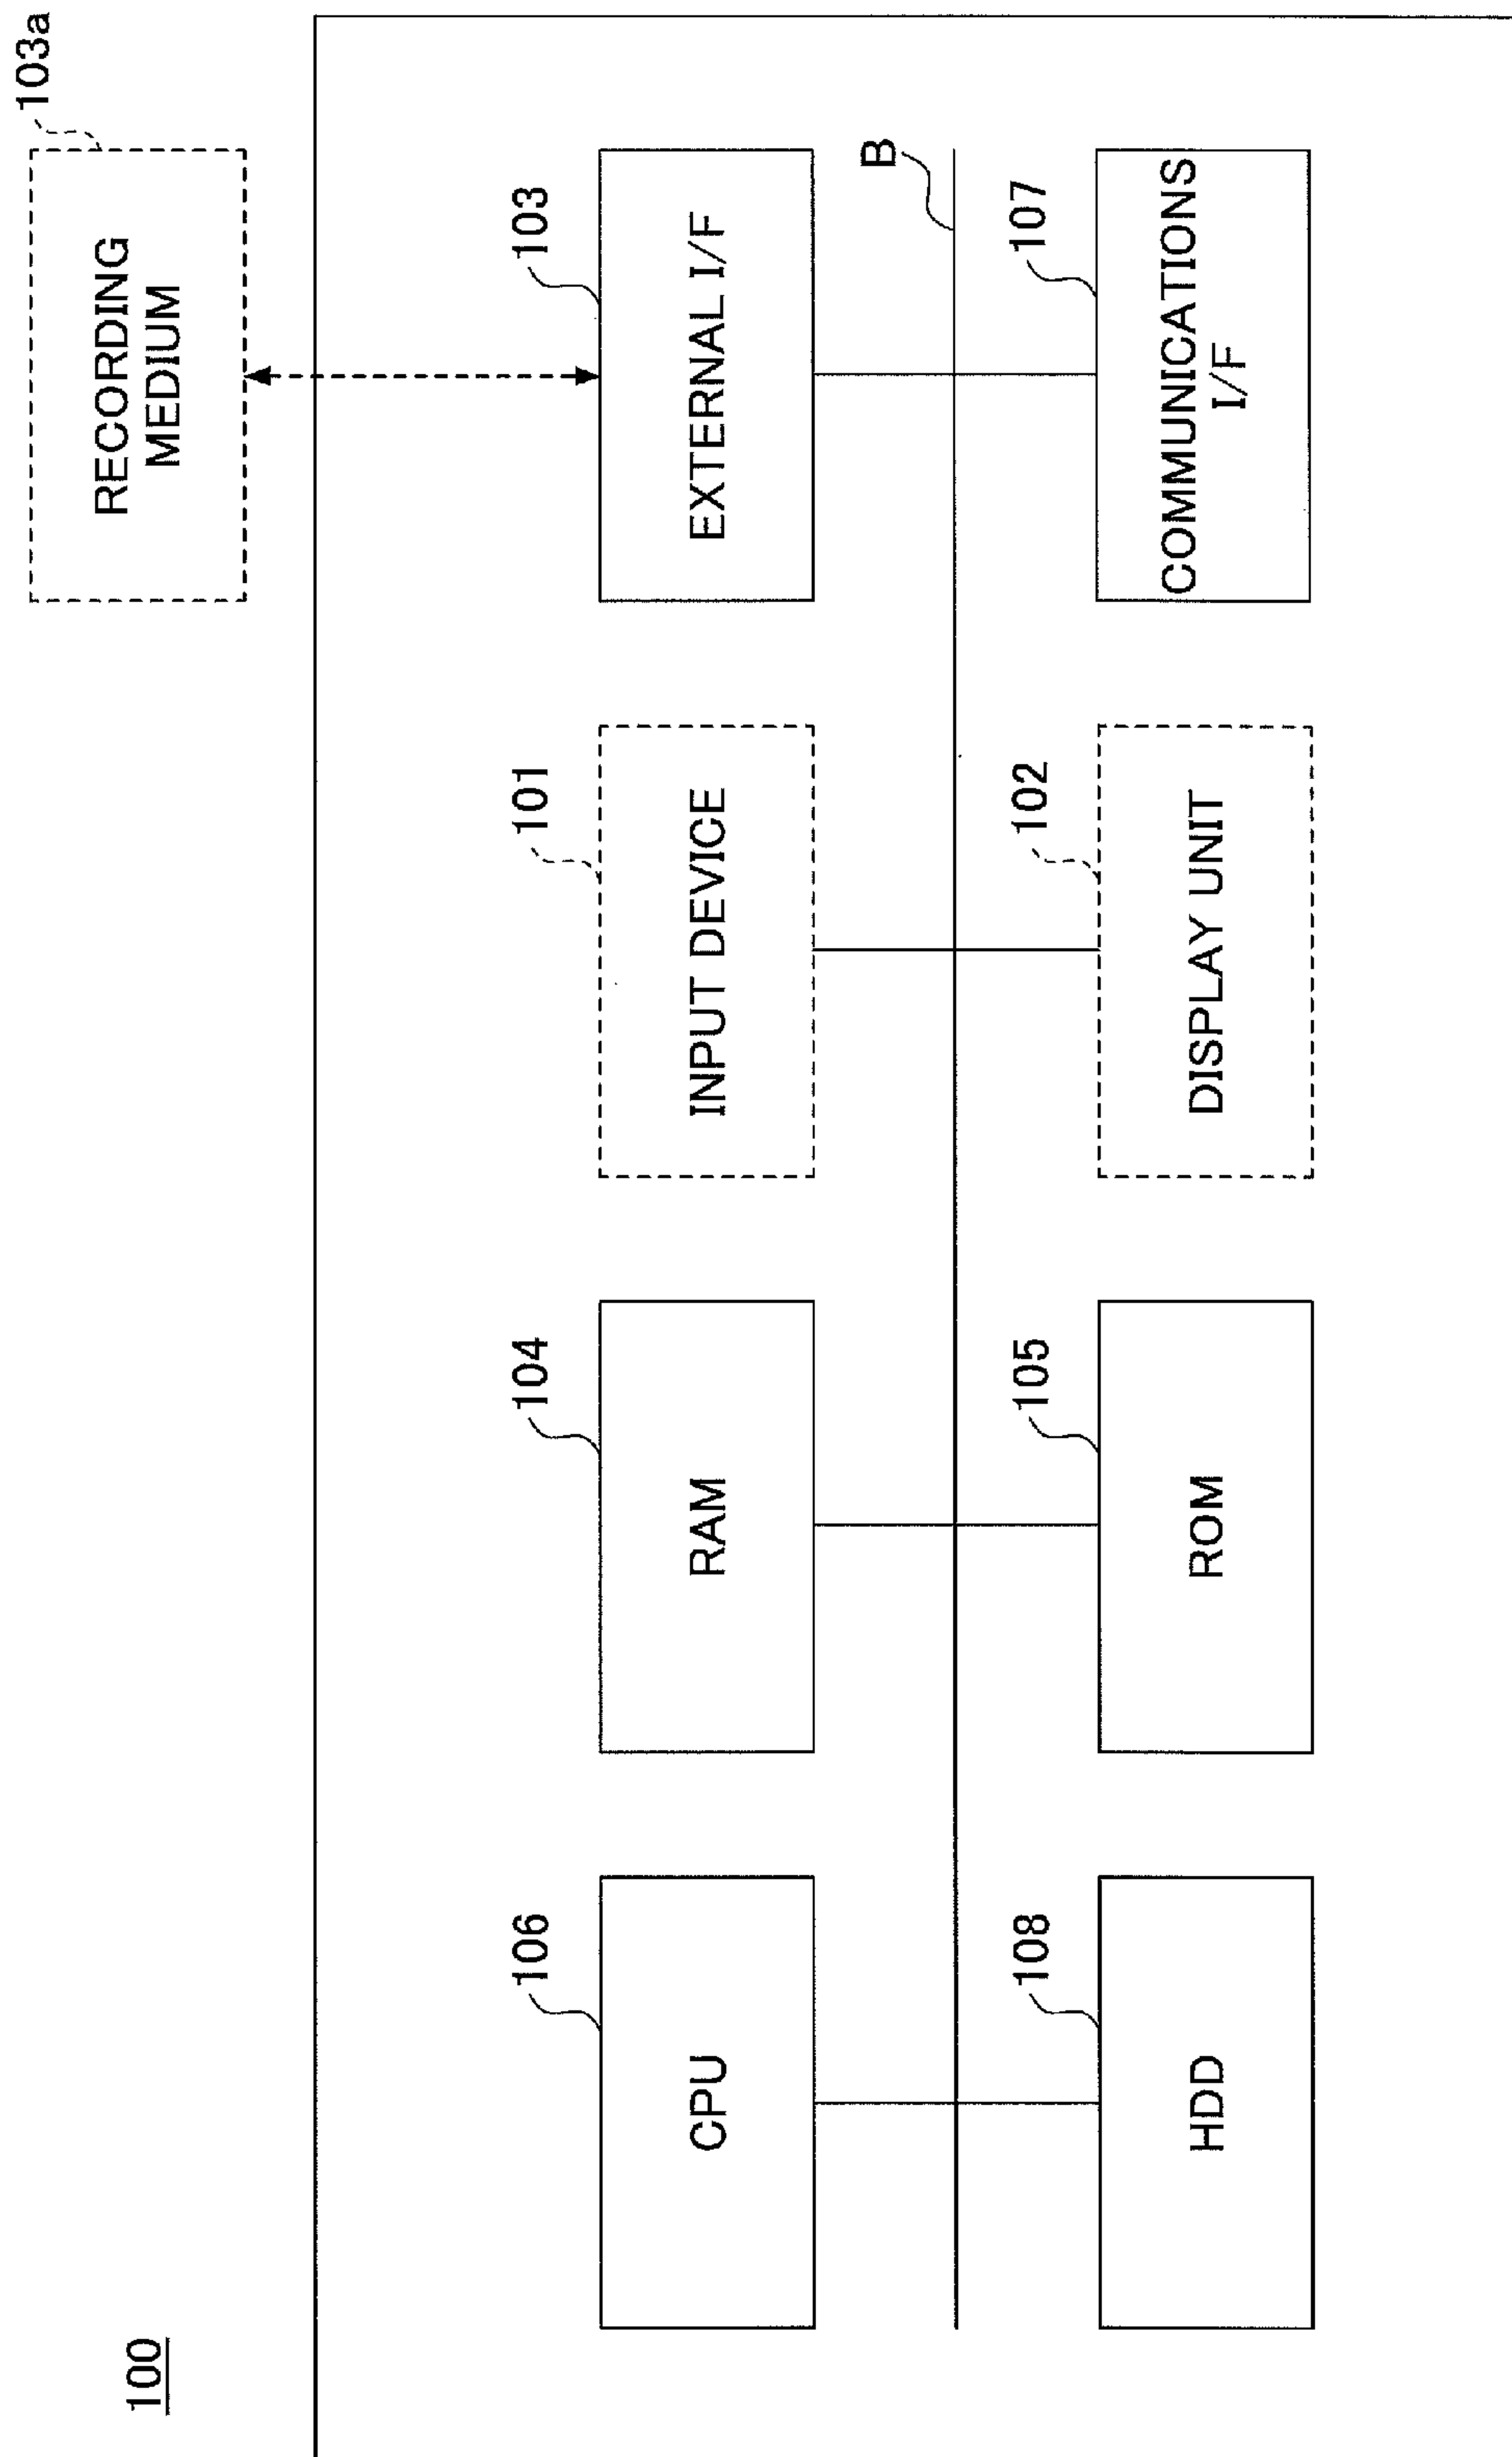 100
RECORDING
MEDIUM
103a
106
CPU
104
RAM
101
INPUT DEVICE
103
EXTERNAL I/F
B
108
HDD
105
ROM
102
DISPLAY UNIT
107
COMMUNICATIONS
I/F